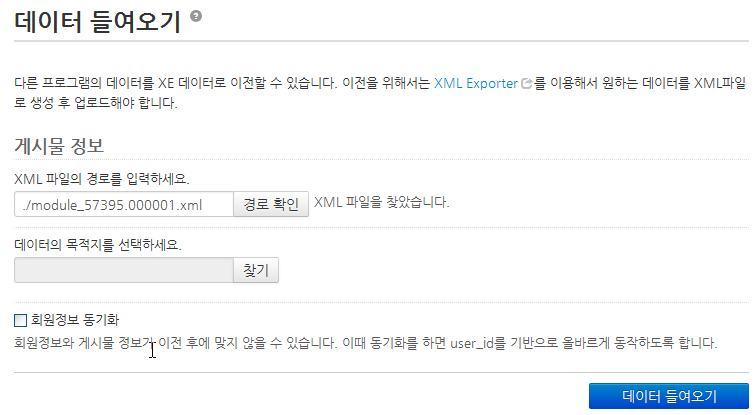 데이터 들여오기 ?
다른 프로그램의 데이터를 XE 데이터로 이전할 수 있습니다. 이전을 위해서는 XML Exporter를 이용해서 원하는 데이터를 XML파일
로 생성 후 업로드해야 합니다.
게시물 정보
XML 파일의 경로를 입력하세요.
./module_57395.000001.xml 경로 확인 XML 파일을 찾았습니다.
데이터의 목적지를 선택하세요.
찾기
회원정보 동기화
회원정보와 게시물 정보가 이전 후에 맞지 않을 수 있습니다. 이때 동기화를 하면 user_id를 기반으로 올바르게 동작하도록 합니다.
데이터 들여오기